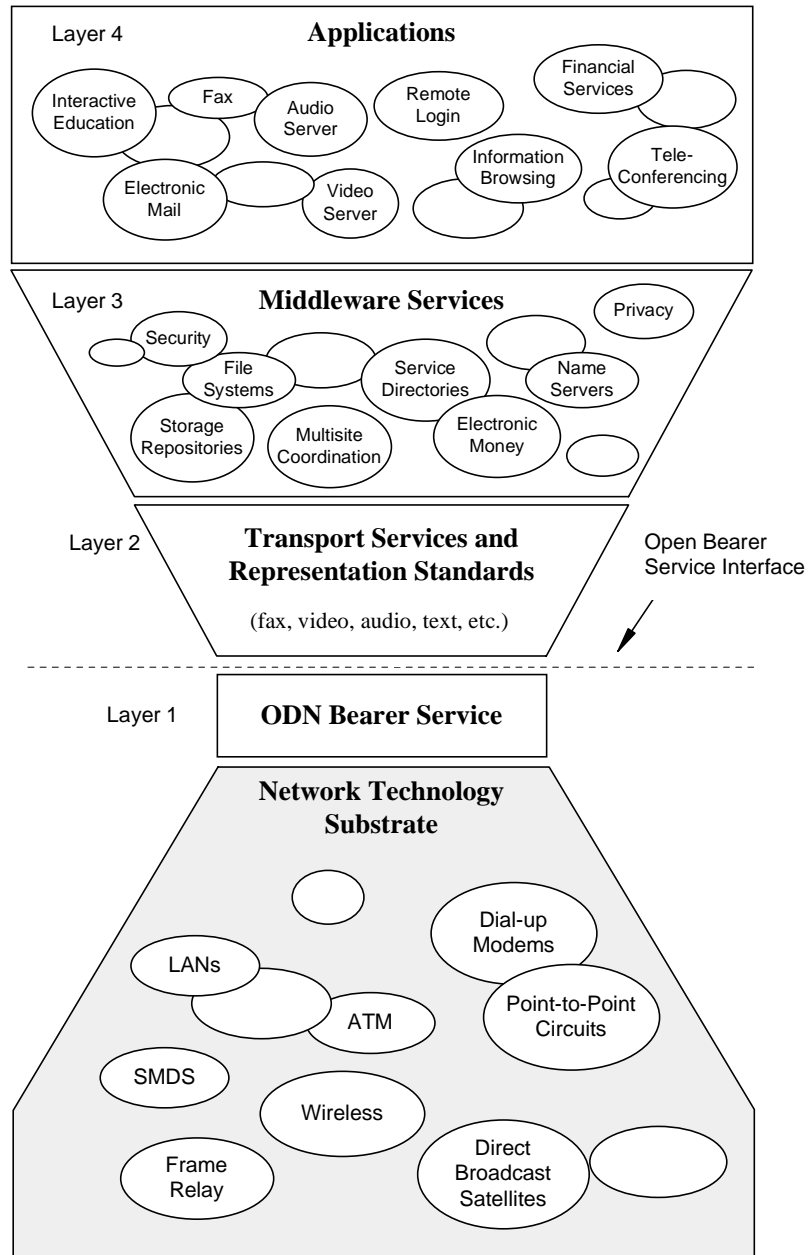 Layer 4
Applications
Interactive
Education
Fax
Audio
Server
Remote
Login
Financial
Services
Electronic
Mail
Video
Server
Information
Browsing
Tele-
Conferencing
Layer 3
Middleware Services
Security
File
Systems
Service
Directories
Name
Servers
Privacy
Storage
Repositories
Multisite
Coordination
Electronic
Money
Layer 2
Transport Services and
Representation Standards
(fax, video, audio, text, etc.)
Open Bearer
Service Interface
Layer 1
ODN Bearer Service
Network Technology
Substrate
Dial-up
Modems
LANs
ATM
Point-to-Point
Circuits
SMDS
Wireless
Frame
Relay
Direct
Broadcast
Satellites